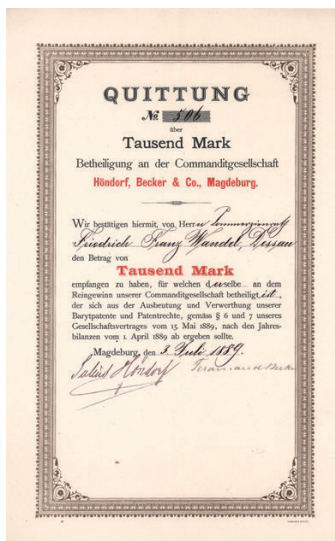 QUITTUNG
No 506
über
Tausend Mark
Betheiligung an der Commanditgesellschaft
Höndorf, Becker & Co., Magdeburg.
Wir bestätigen hiermit, von Herrn
Friedrich Franz Wandel, Dessau
den Betrag von
Tausend Mark
empfangen zu haben, für welchen derselbe an dem
Reingewinn unserer Commanditgesellschaft betheiligt ist,
der sich aus der Ausbeutung und Verwerthung unserer
Barytpatente und Patentrechte, gemäss § 6 und 7 unseres
Gesellschaftsvertrages vom 15 Mai 1889, nach den Jahres-
bilanzen vom 1. April 1889 ab ergeben sollte.
Magdeburg, den 3. Juli 1889.
Julius Höndorf Ferdinand Becker